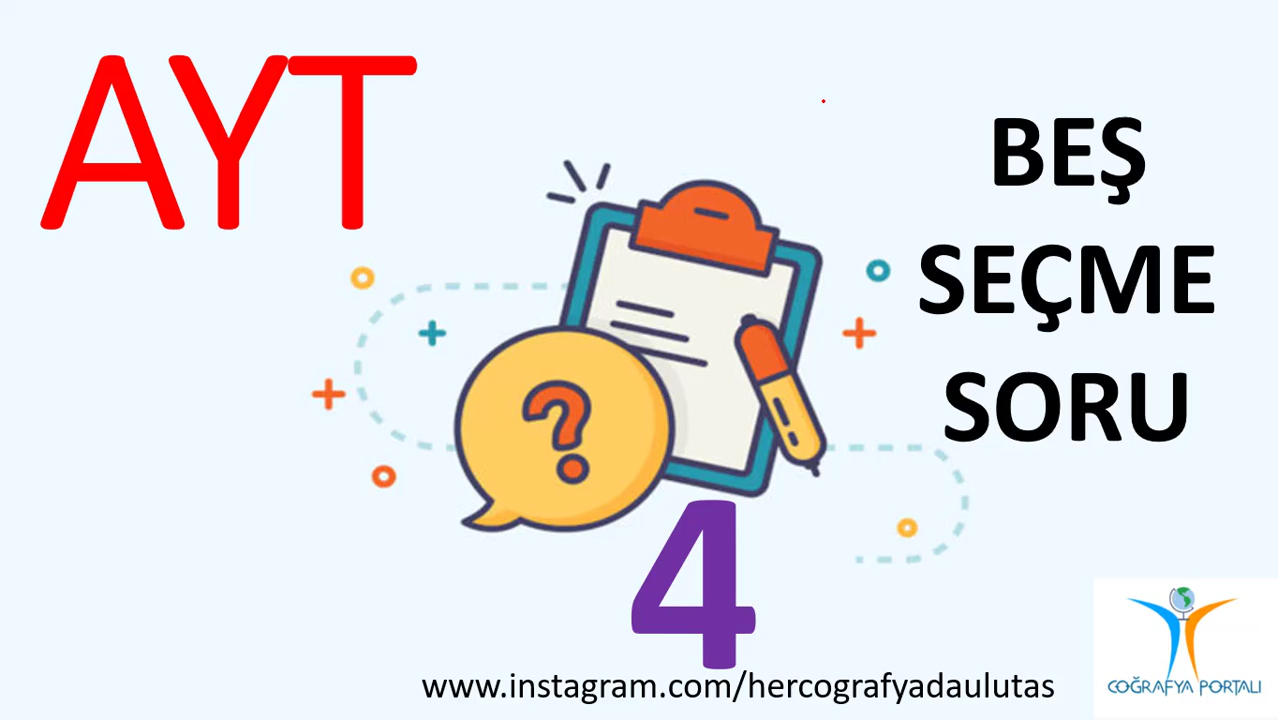 AYT
BEŞ
SEÇME
SORU
?
4
www.instagram.com/hercografyadaulutas
COĞRAFYA PORTALI